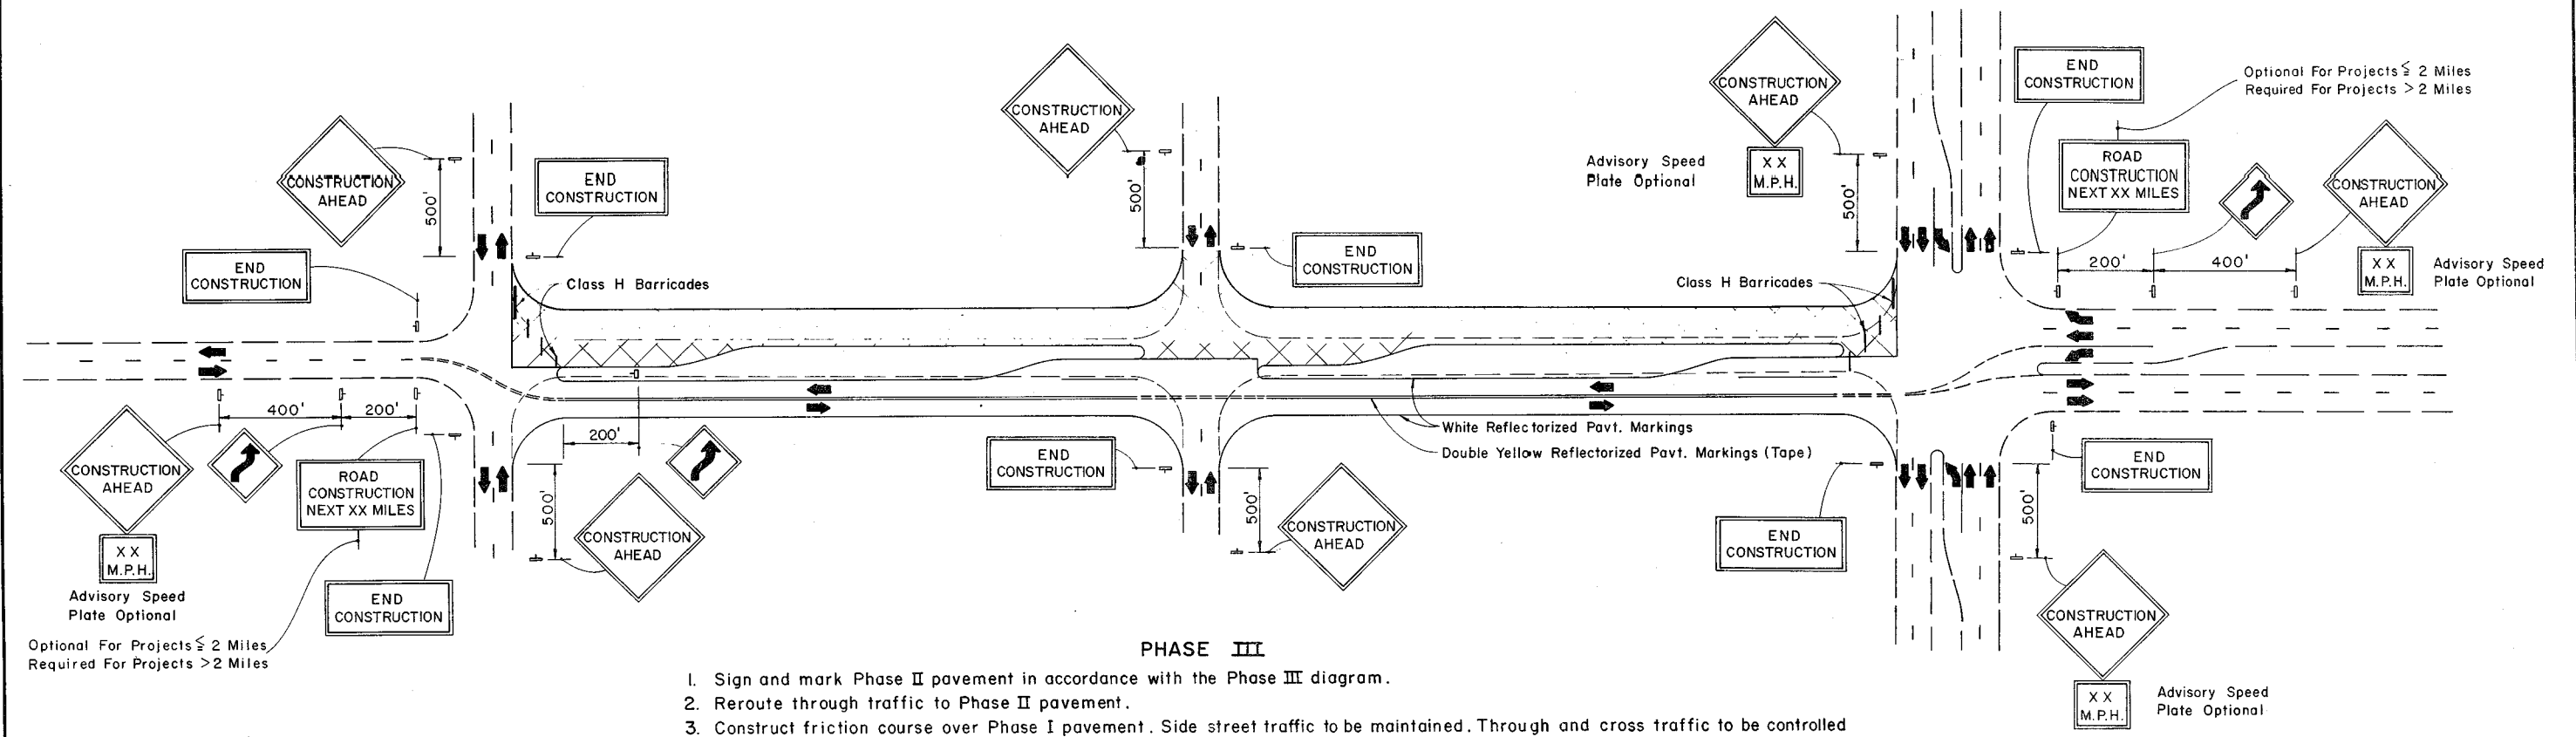 CONSTRUCTION
AHEAD
500'
END
CONSTRUCTION
END
CONSTRUCTION
Class H Barricades
400'
200'
CONSTRUCTION
AHEAD
X X
M.P.H.
Advisory Speed
Plate Optional
ROAD
CONSTRUCTION
NEXT XX MILES
Optional For Projects ≦ 2 Miles
Required For Projects > 2 Miles
END
CONSTRUCTION
200'
500'
CONSTRUCTION
AHEAD
CONSTRUCTION
AHEAD
500'
END
CONSTRUCTION
END
CONSTRUCTION
500'
CONSTRUCTION
AHEAD
White Reflectorized Pavt. Markings
Double Yellow Reflectorized Pavt. Markings (Tape)
CONSTRUCTION
AHEAD
Advisory Speed
Plate Optional
X X
M.P.H.
500'
Class H Barricades
END
CONSTRUCTION
Optional For Projects ≦ 2 Miles
Required For Projects > 2 Miles
ROAD
CONSTRUCTION
NEXT XX MILES
CONSTRUCTION
AHEAD
200'
400'
X X
M.P.H.
Advisory Speed
Plate Optional
END
CONSTRUCTION
END
CONSTRUCTION
500'
CONSTRUCTION
AHEAD
X X
M.P.H.
Advisory Speed
Plate Optional
PHASE III
1. Sign and mark Phase II pavement in accordance with the Phase III diagram.
2. Reroute through traffic to Phase II pavement.
3. Construct friction course over Phase I pavement. Side street traffic to be maintained. Through and cross traffic to be controlled